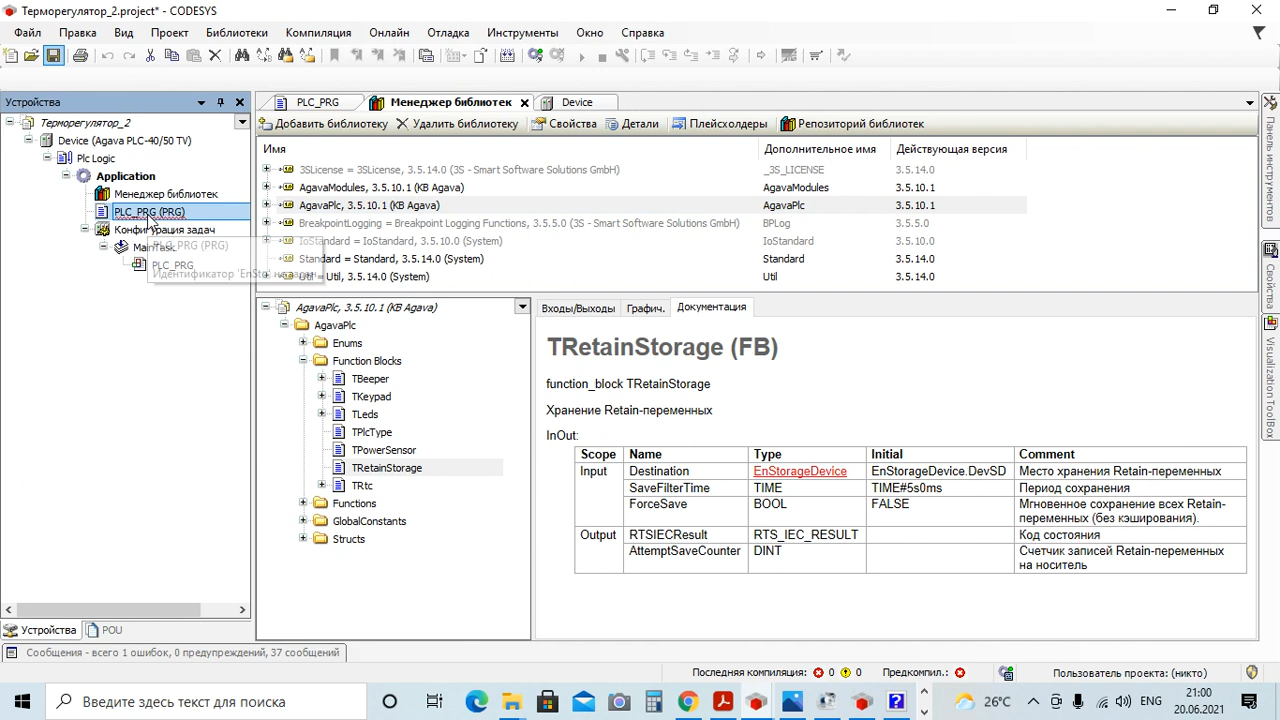 Терморегулятор_2.project* - CODESYS
Файл Правка Вид Проект Библиотеки Компиляция Онлайн Отладка Инструменты Окно Справка
Устройства
PLC_PRG Менеджер библиотек Device
Терморегулятор_2
Device (Agava PLC-40/50 TV)
Plc Logic
Application
Менеджер библиотек
PLC_PRG (PRG)
Конфигурация задач
MainTask
PLC_PRG (PRG)
PLC_PRG
Добавить библиотеку Удалить библиотеку Свойства Детали Плейсхолдеры Репозиторий библиотек
Имя Дополнительное имя Действующая версия
3SLicense = 3SLicense, 3.5.14.0 (3S - Smart Software Solutions GmbH) _3S_LICENSE 3.5.14.0
AgavaModules, 3.5.10.1 (KB Agava) AgavaModules 3.5.10.1
AgavaPlc, 3.5.10.1 (KB Agava) AgavaPlc 3.5.10.1
BreakpointLogging = Breakpoint Logging Functions, 3.5.5.0 (3S - Smart Software Solutions GmbH) BPLog 3.5.5.0
IoStandard = IoStandard, 3.5.10.0 (System) IoStandard 3.5.10.0
Standard = Standard, 3.5.14.0 (System) Standard 3.5.14.0
Util = Util, 3.5.14.0 (System) Util 3.5.14.0
Идентификатор 'EnSto'
AgavaPlc, 3.5.10.1 (KB Agava)
AgavaPlc
Enums
Function Blocks
TBeeper
TKeypad
TLeds
TPlcType
TPowerSensor
TRetainStorage
TRtc
Functions
GlobalConstants
Structs
Входы/Выходы Графич. Документация
TRetainStorage (FB)
function_block TRetainStorage
Хранение Retain-переменных
InOut:
Scope Name Type Initial Comment
Input Destination EnStorageDevice EnStorageDevice.DevSD Место хранения Retain-переменных
SaveFilterTime TIME TIME#5s0ms Период сохранения
ForceSave BOOL FALSE Мгновенное сохранение всех Retain-
переменных (без кэширования).
Output RTSIECResult RTS_IEC_RESULT Код состояния
AttemptSaveCounter DINT Счетчик записей Retain-переменных
на носитель
Панель инструментов
Свойства
Visualization ToolBox
Устройства POU
Сообщения - всего 1 ошибок, 0 предупреждений, 37 сообщений
Последняя компиляция: 0 0 Предкомпил.: Пользователь проекта: (никто)
Введите здесь текст для поиска
26°C
ENG
21:00
20.06.2021